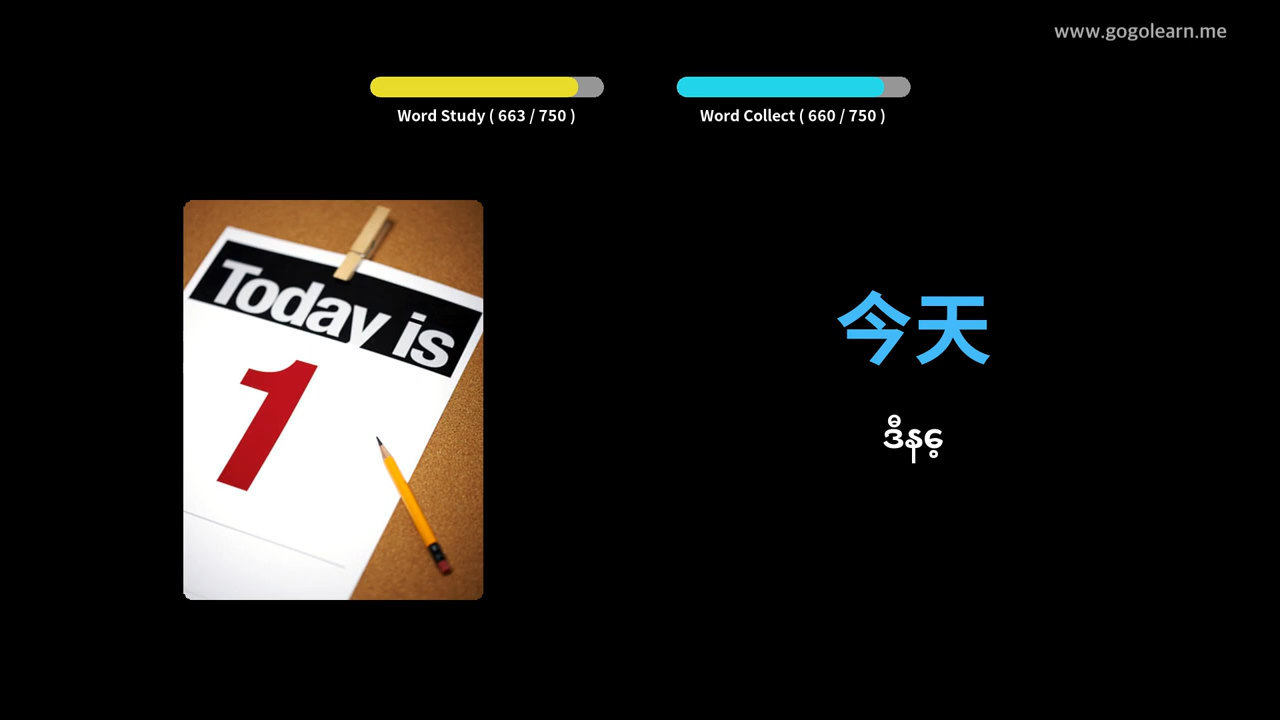 www.gogolearn.me
Word Study ( 663 / 750 )
Word Collect ( 660 / 750 )
Today is
1
今天
ဒီနေ့